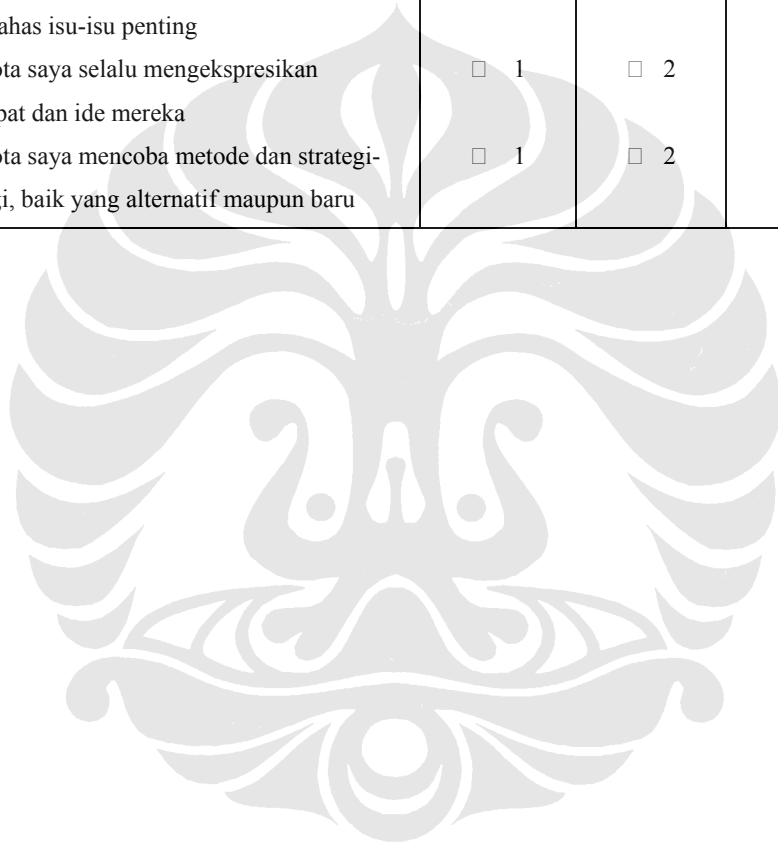 ahas isu-isu penting
ota saya selalu mengekspresikan □ 1 □ 2
pat dan ide mereka
ota saya mencoba metode dan strategi- □ 1 □ 2
gi, baik yang alternatif maupun baru